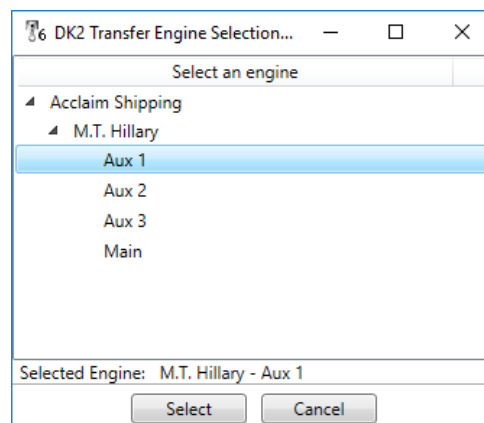 6 DK2 Transfer Engine Selection...
Select an engine
Acclaim Shipping
M.T. Hillary
Aux 1
Aux 2
Aux 3
Main
Selected Engine: M.T. Hillary - Aux 1
Select Cancel